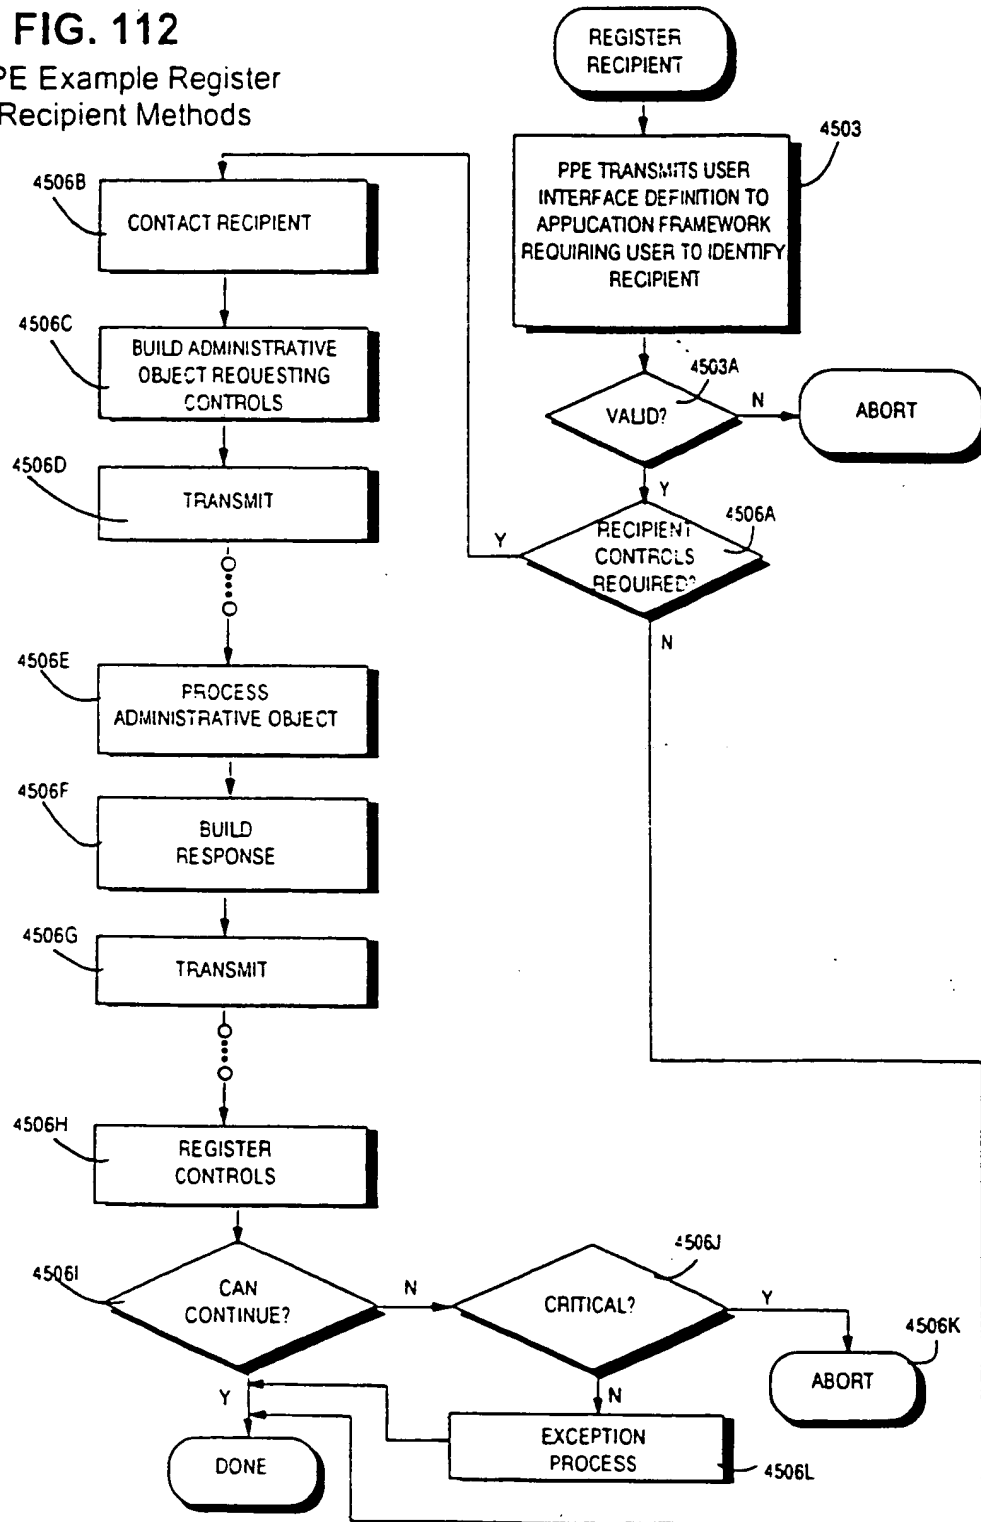 FIG. 112
PE Example Register
Recipient Methods
REGISTER
RECIPIENT
4503
PPE TRANSMITS USER
INTERFACE DEFINITION TO
APPLICATION FRAMEWORK
REQUIRING USER TO IDENTIFY
RECIPIENT
4503A
VALID?
N
ABORT
Y
4506A
RECIPIENT
CONTROLS
REQUIRED?
Y
N
4506B
CONTACT RECIPIENT
4506C
BUILD ADMINISTRATIVE
OBJECT REQUESTING
CONTROLS
4506D
TRANSMIT
4506E
PROCESS
ADMINISTRATIVE OBJECT
4506F
BUILD
RESPONSE
4506G
TRANSMIT
4506H
REGISTER
CONTROLS
4506I
CAN
CONTINUE?
N
4506J
CRITICAL?
Y
4506K
ABORT
Y
N
EXCEPTION
PROCESS
4506L
DONE